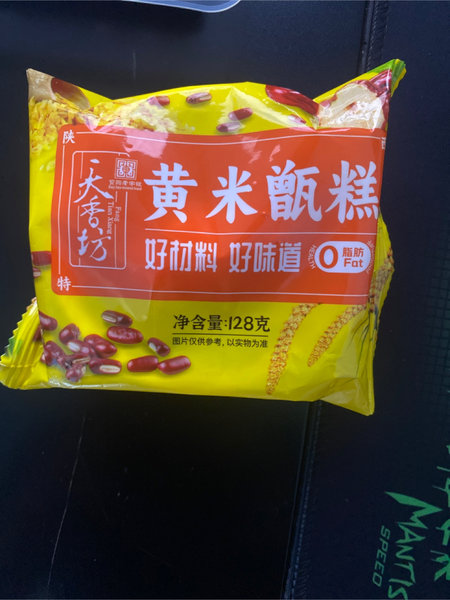 陕
特
天香坊
Fang
Tian Xiang
黄米甑糕
好材料 好味道
0脂肪
Fat
净含量:128克
图片仅供参考,以实物为准
MANTIS
SPEED